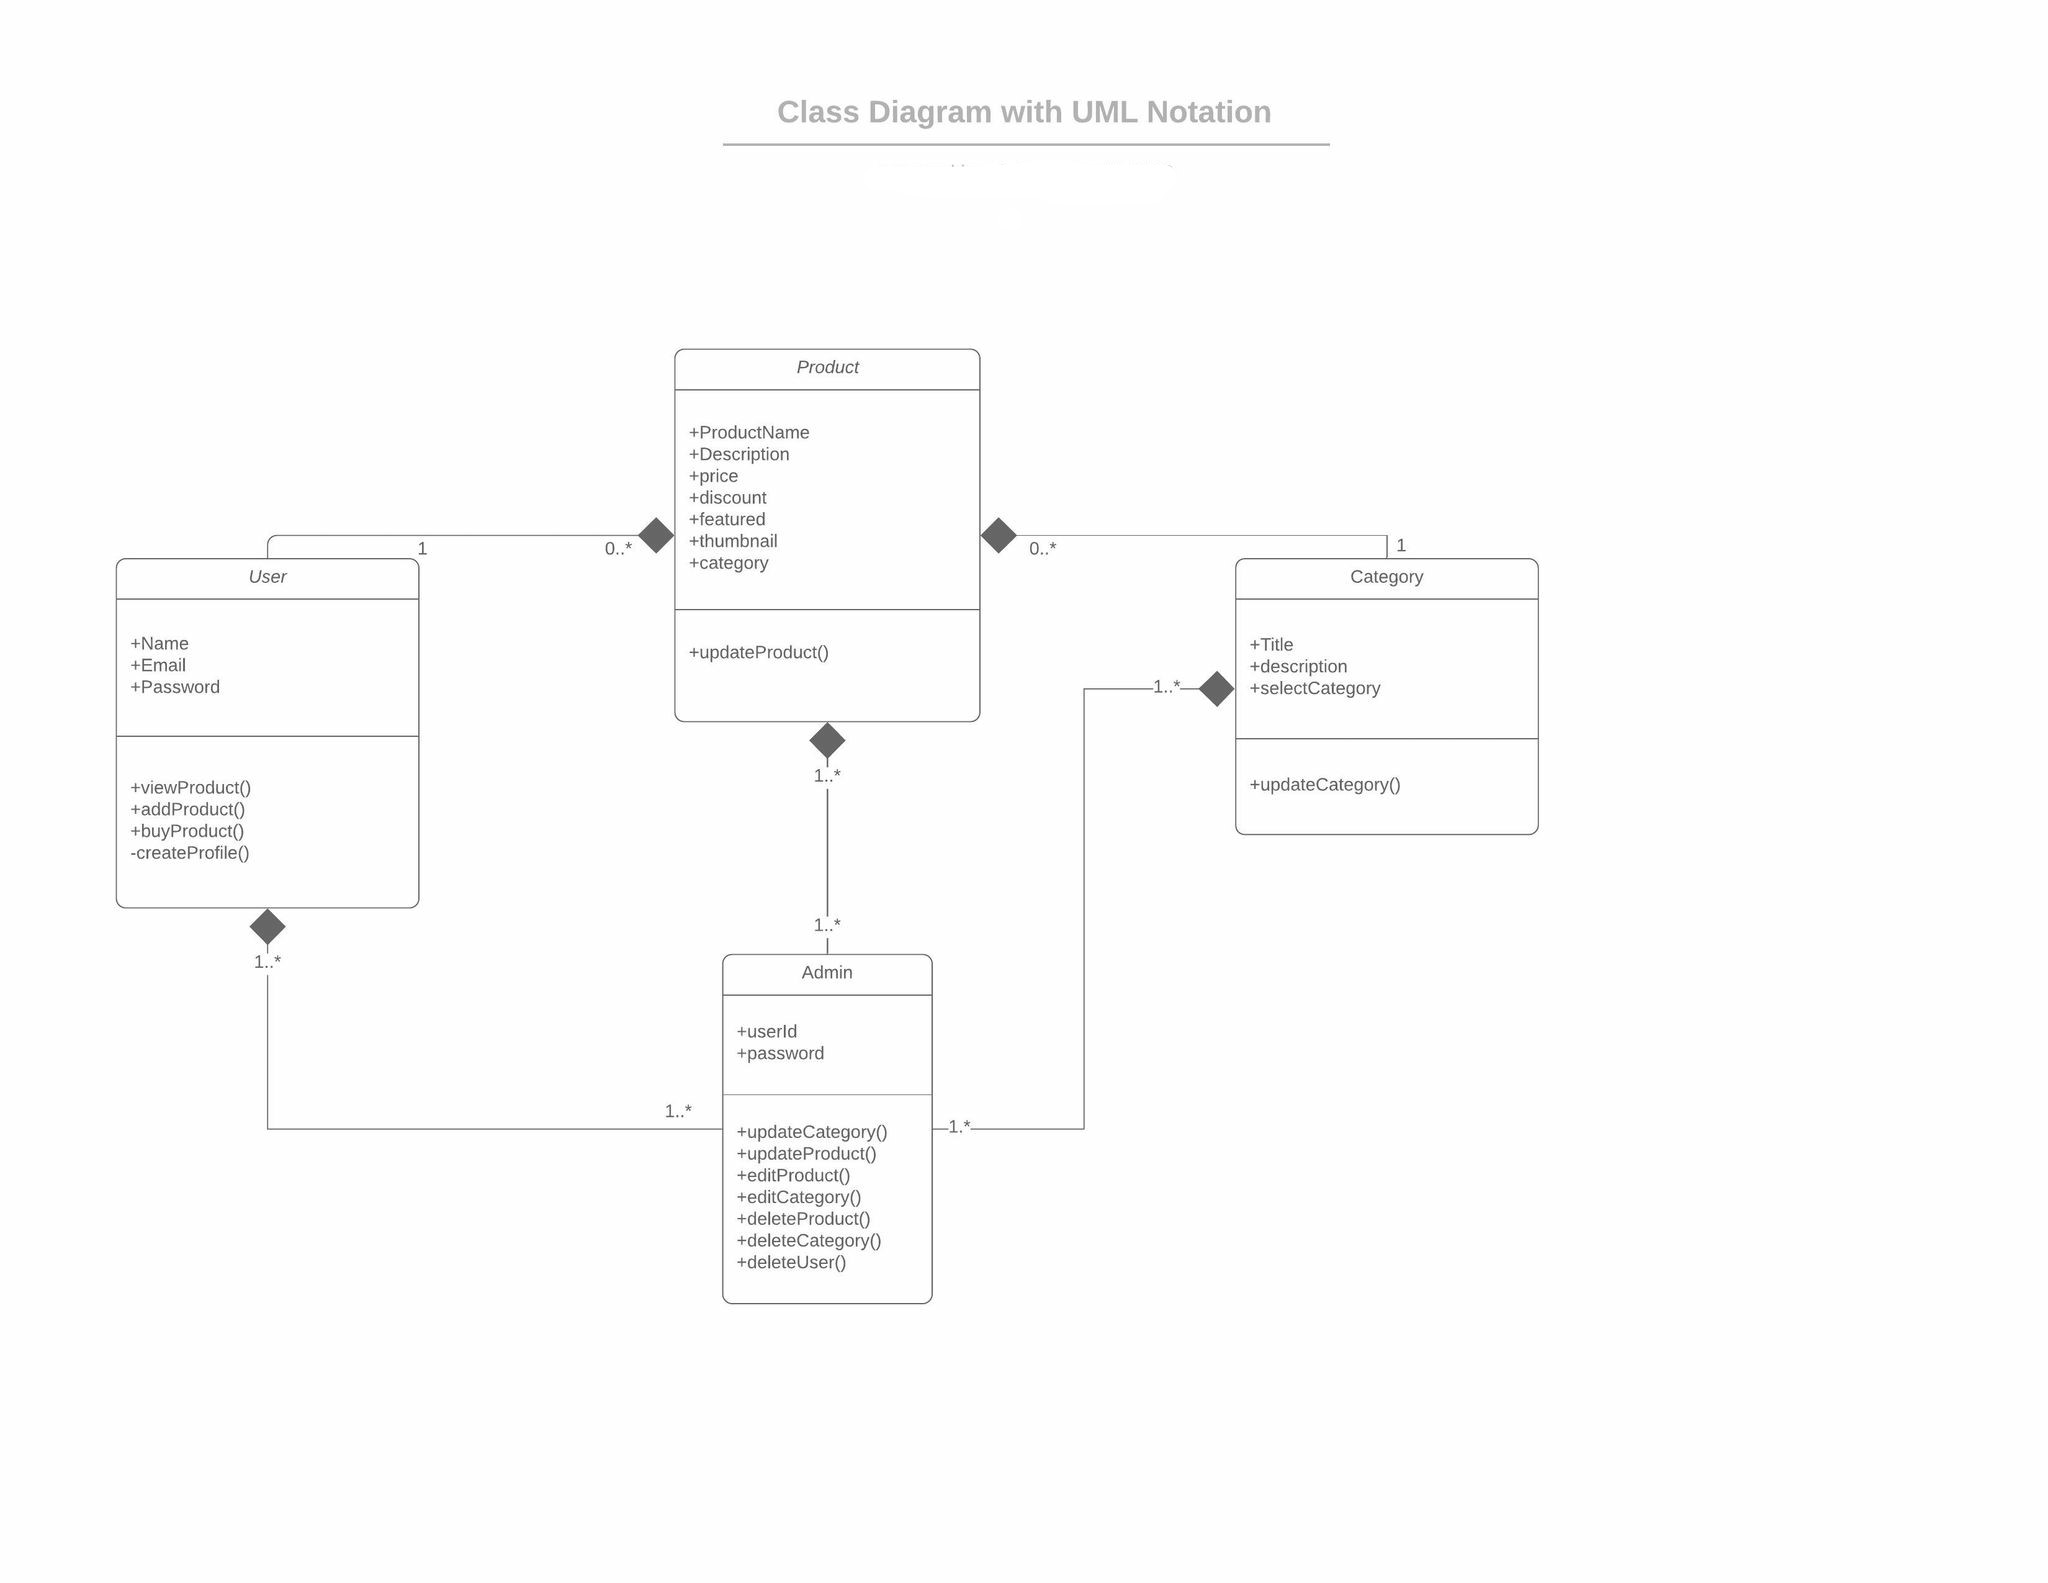 Class Diagram with UML Notation
Product
+ProductName
+Description
+price
+discount
+featured
+thumbnail
+category
+updateProduct()
1
0..*
0..*
1
User
+Name
+Email
+Password
+viewProduct()
+addProduct()
+buyProduct()
-createProfile()
Category
+Title
+description
+selectCategory
+updateCategory()
1..*
1..*
1..*
1..*
1..*
1.*
Admin
+userId
+password
+updateCategory()
+updateProduct()
+editProduct()
+editCategory()
+deleteProduct()
+deleteCategory()
+deleteUser()